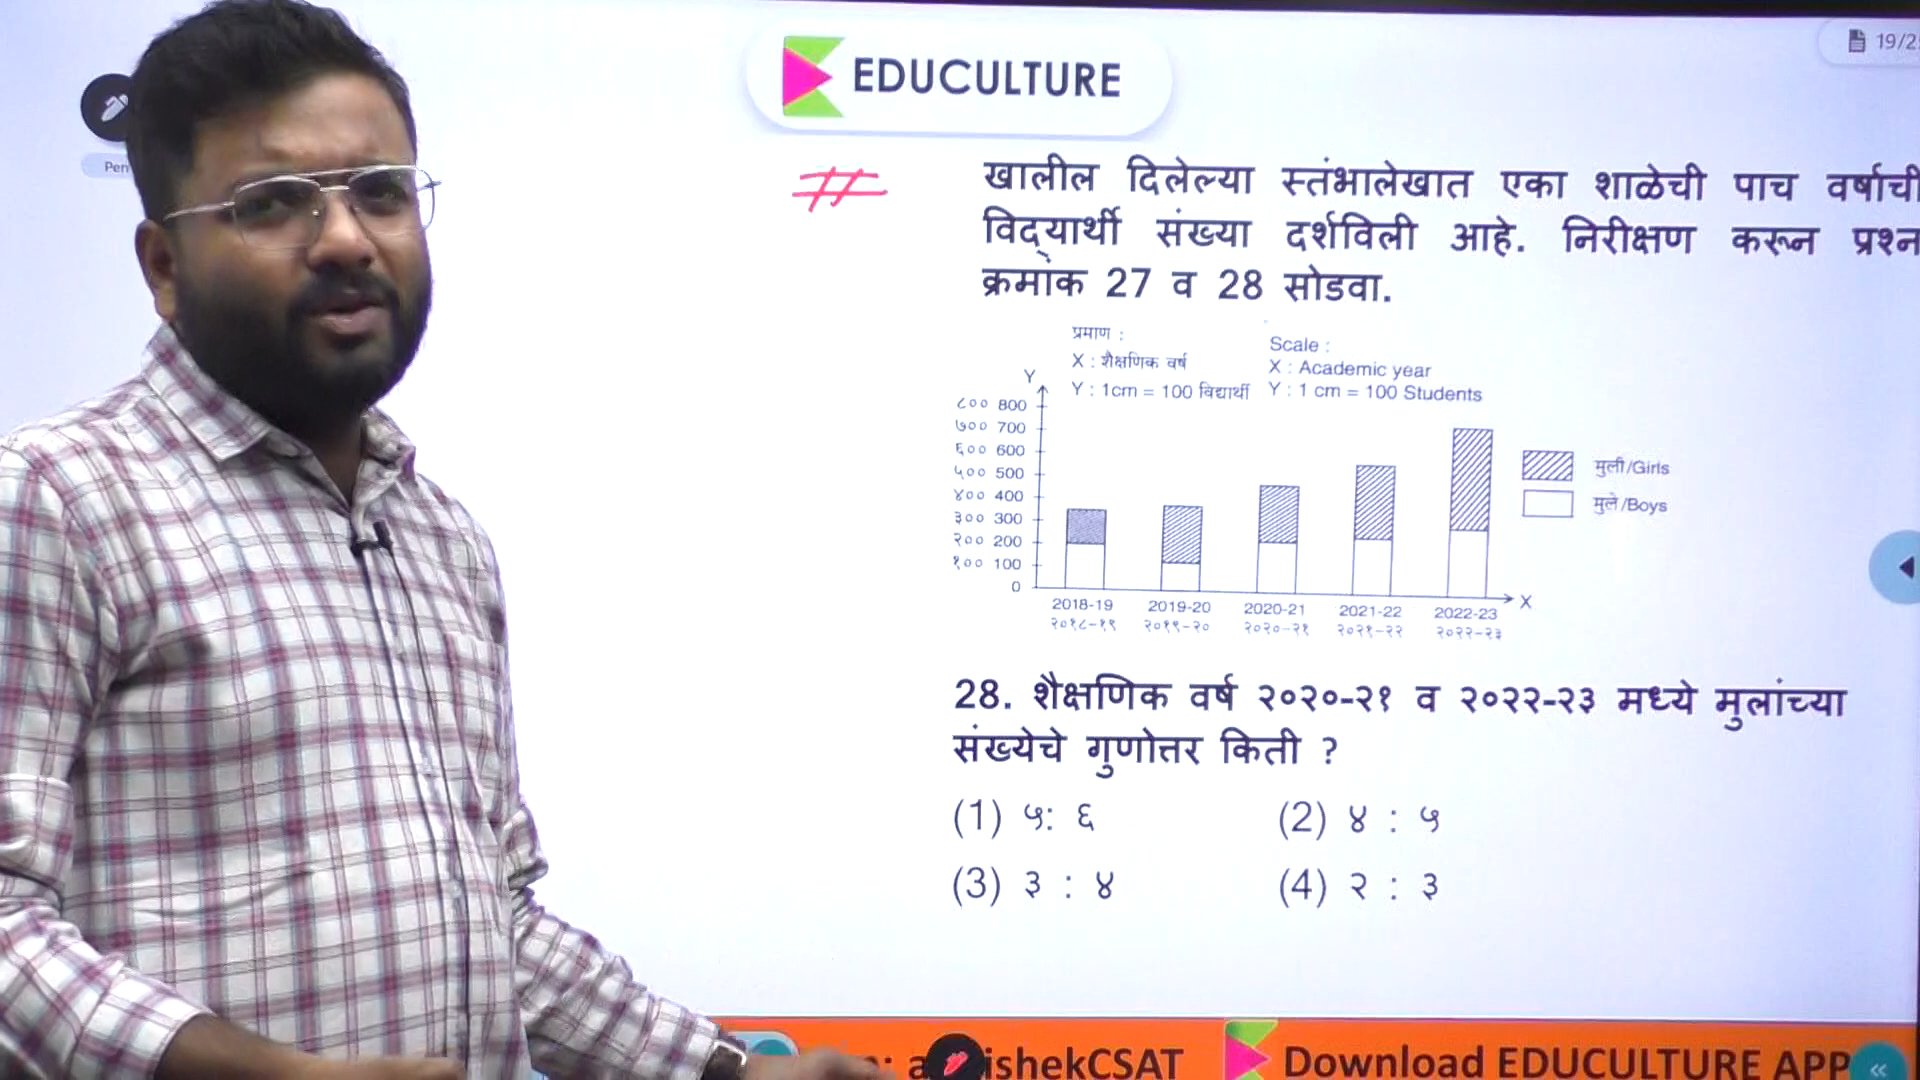 EDUCULTURE
19/2
Pen
खालील दिलेल्या स्तंभालेखात एका शाळेची पाच वर्षाची
विद्‌यार्थी संख्या दर्शविली आहे. निरीक्षण करून प्रश्न
क्रमांक 27 व 28 सोडवा.
प्रमाण :
X : शैक्षणिक वर्ष
Y : 1cm = 100 विद्यार्थी
Scale :
X : Academic year
Y : 1 cm = 100 Students
Y
८०० 800
७०० 700
६०० 600
५०० 500
४०० 400
३०० 300
२०० 200
१०० 100
0
मुली/Girls
मुले/Boys
X
2018-19 2019-20 2020-21 2021-22 2022-23
२०१८-१९ २०१९-२० २०२०-२१ २०२१-२२ २०२२-२३
28. शैक्षणिक वर्ष २०२०-२१ व २०२२-२३ मध्ये मुलांच्या
संख्येचे गुणोत्तर किती ?
(1) ५: ६ (2) ४ : ५
(3) ३ : ४ (4) २ : ३
ishekCSAT
Download EDUCULTURE APP